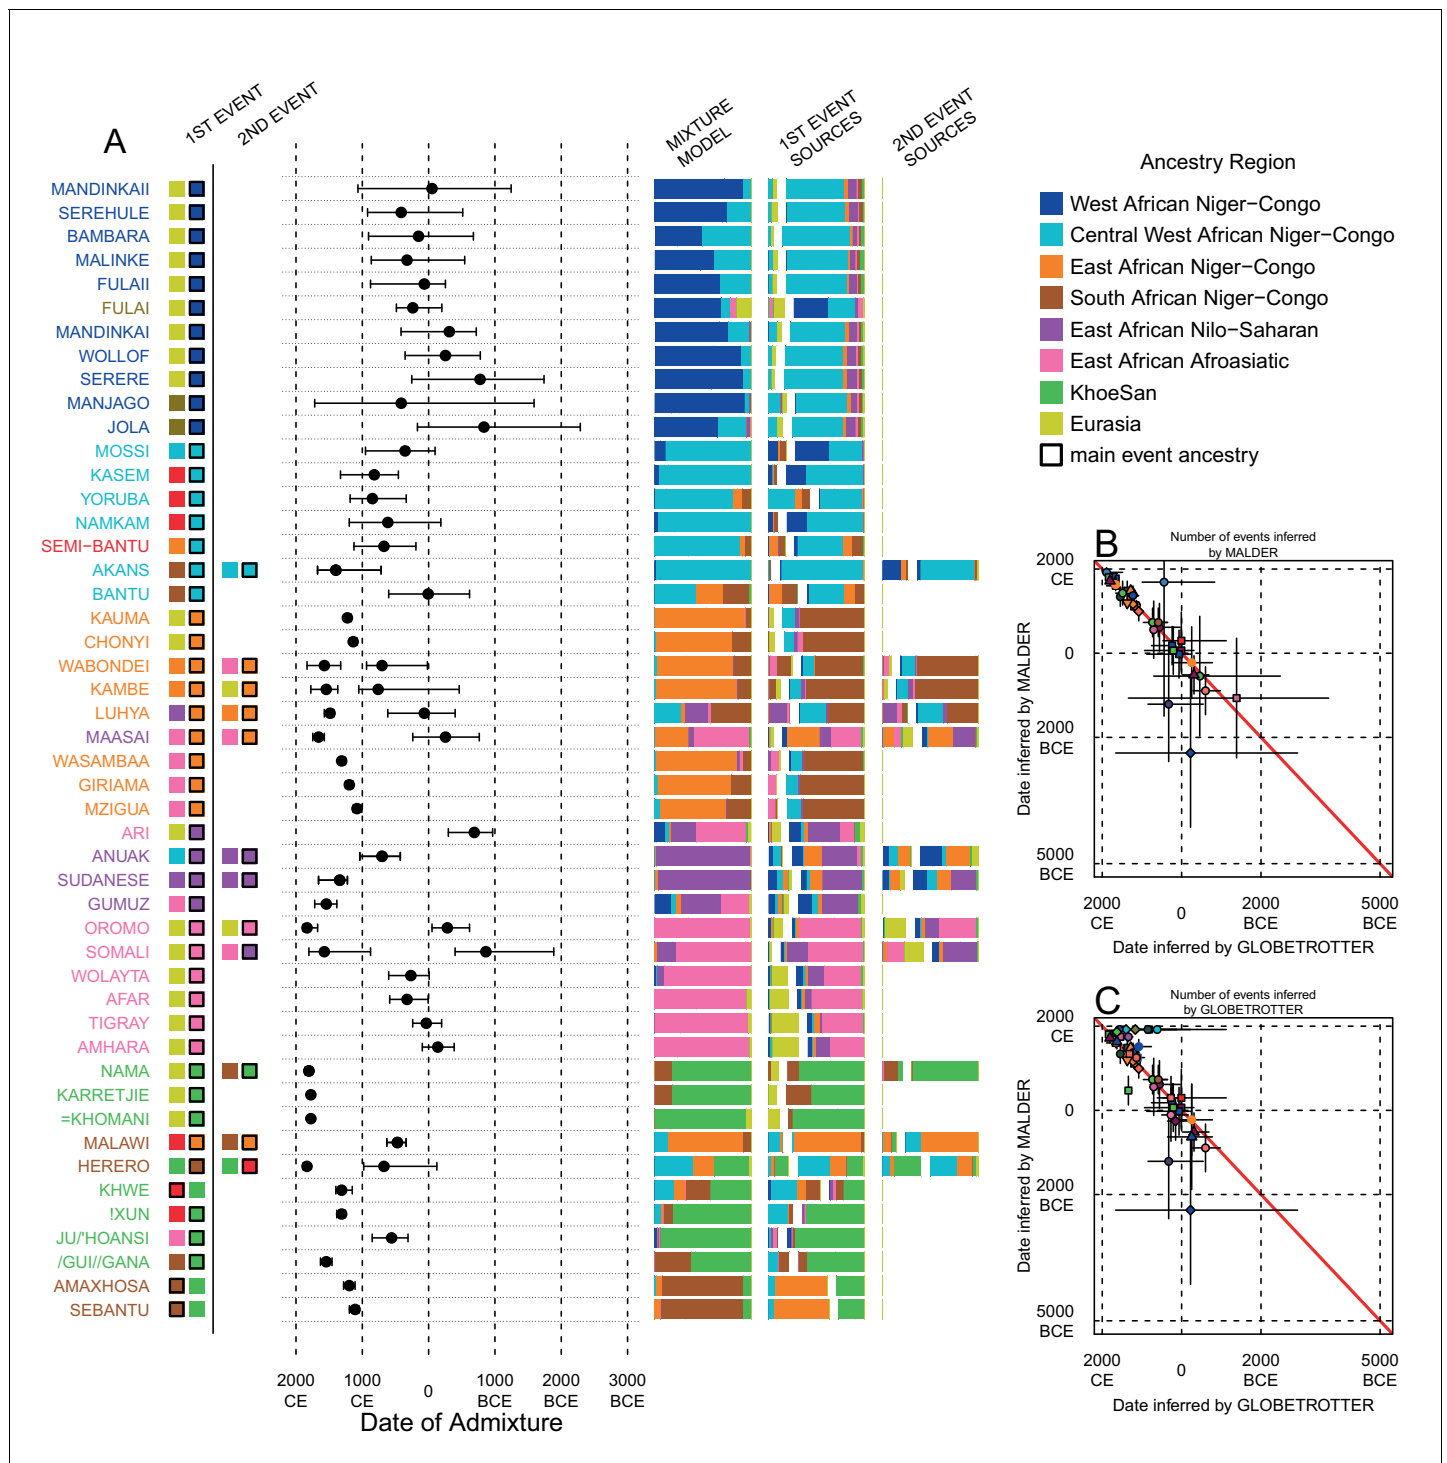 A
1ST EVENT
2ND EVENT
MIXTURE
MODEL
1ST EVENT
SOURCES
2ND EVENT
SOURCES
MANDINKAII
SEREHULE
BAMBARA
MALINKE
FULAII
FULAI
MANDINKAI
WOLLOF
SERERE
MANJAGO
JOLA
MOSSI
KASEM
YORUBA
NAMKAM
SEMI−BANTU
AKANS
BANTU
KAUMA
CHONYI
WABONDEI
KAMBE
LUHYA
MAASAI
WASAMBAA
GIRIAMA
MZIGUA
ARI
ANUAK
SUDANESE
GUMUZ
OROMO
SOMALI
WOLAYTA
AFAR
TIGRAY
AMHARA
NAMA
KARRETJIE
=KHOMANI
MALAWI
HERERO
KHWE
!XUN
JU/'HOANSI
/GUI//GANA
AMAXHOSA
SEBANTU
2000 1000 0 1000 2000 3000
CE CE BCE BCE BCE
Date of Admixture
Ancestry Region
West African Niger−Congo
Central West African Niger−Congo
East African Niger−Congo
South African Niger−Congo
East African Nilo−Saharan
East African Afroasiatic
KhoeSan
Eurasia
main event ancestry
B
Number of events inferred
by MALDER
2000
CE
0
2000
BCE
5000
BCE
Date inferred by MALDER
2000 0 2000 5000
CE BCE BCE
Date inferred by GLOBETROTTER
C
Number of events inferred
by GLOBETROTTER
2000
CE
0
2000
BCE
5000
BCE
Date inferred by MALDER
2000 0 2000 5000
CE BCE BCE
Date inferred by GLOBETROTTER